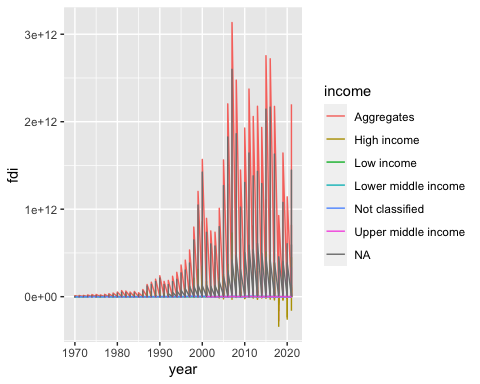 3e+12
2e+12
1e+12
0e+00
fdi
1970 1980 1990 2000 2010 2020
year
income
Aggregates
High income
Low income
Lower middle income
Not classified
Upper middle income
NA